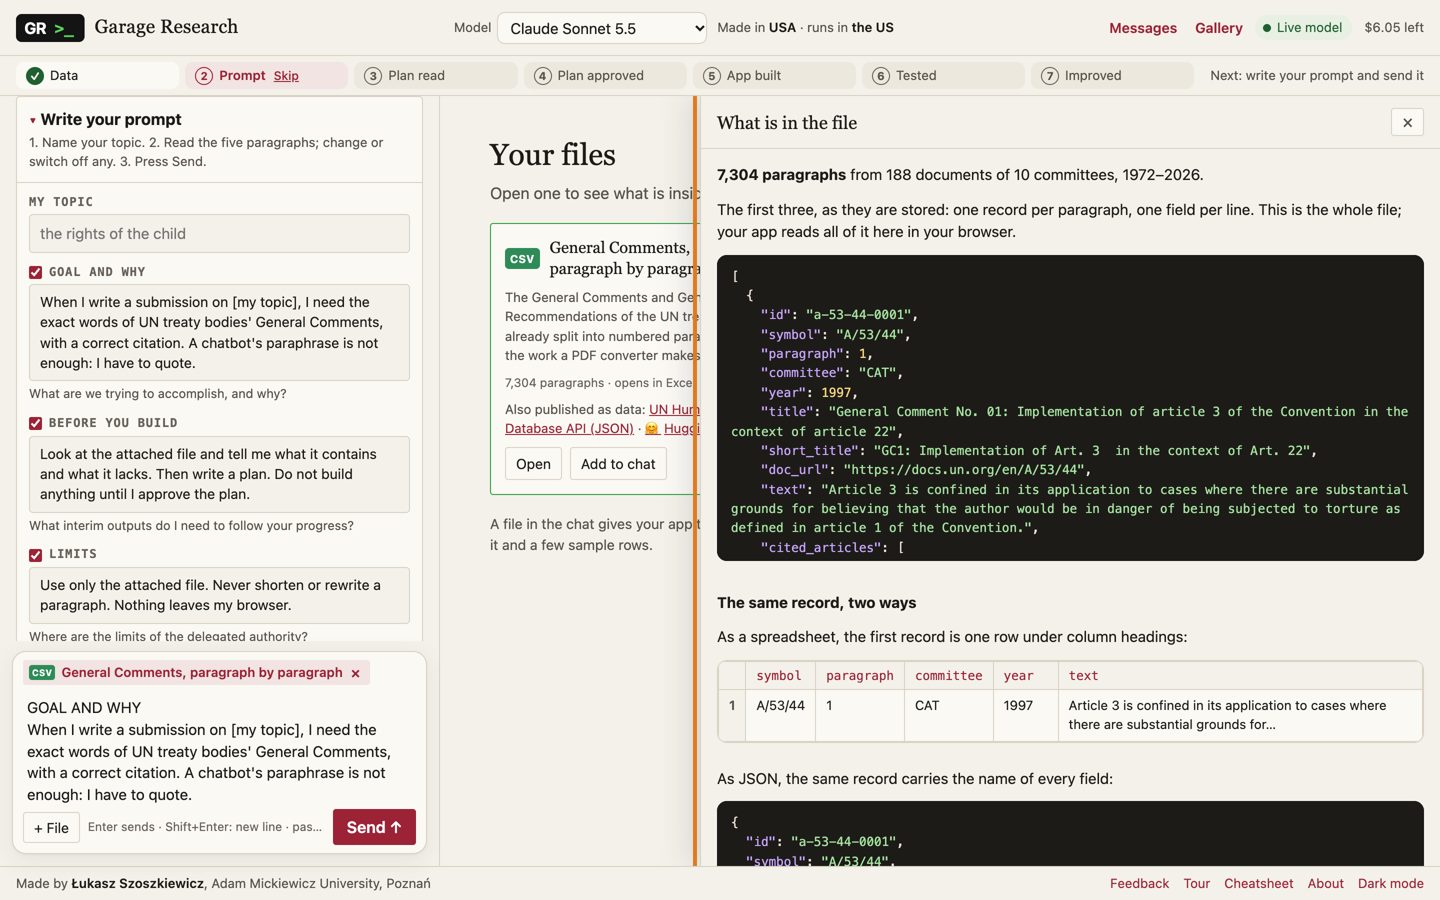 GR >_ Garage Research
Model Claude Sonnet 5.5 Made in USA · runs in the US
Messages Gallery Live model $6.05 left
Data
2 Prompt Skip
3 Plan read
4 Plan approved
5 App built
6 Tested
7 Improved
Next: write your prompt and send it
Write your prompt
1. Name your topic. 2. Read the five paragraphs; change or
switch off any. 3. Press Send.
MY TOPIC
the rights of the child
GOAL AND WHY
When I write a submission on [my topic], I need the
exact words of UN treaty bodies' General Comments,
with a correct citation. A chatbot's paraphrase is not
enough: I have to quote.
What are we trying to accomplish, and why?
BEFORE YOU BUILD
Look at the attached file and tell me what it contains
and what it lacks. Then write a plan. Do not build
anything until I approve the plan.
What interim outputs do I need to follow your progress?
LIMITS
Use only the attached file. Never shorten or rewrite a
paragraph. Nothing leaves my browser.
Where are the limits of the delegated authority?
CSV General Comments, paragraph by paragraph ×
GOAL AND WHY
When I write a submission on [my topic], I need the
exact words of UN treaty bodies' General Comments,
with a correct citation. A chatbot's paraphrase is not
enough: I have to quote.
+ File Enter sends · Shift+Enter: new line · pas... Send ↑
Your files
Open one to see what is insid
CSV
General Comments,
paragraph by paragra
The General Comments and Gen
Recommendations of the UN tre
already split into numbered para
the work a PDF converter makes
7,304 paragraphs · opens in Exce
Also published as data: UN Hum
Database API (JSON) · 🤗 Huggi
Open Add to chat
A file in the chat gives your app t
it and a few sample rows.
What is in the file ×
7,304 paragraphs from 188 documents of 10 committees, 1972–2026.
The first three, as they are stored: one record per paragraph, one field per line. This is the whole file;
your app reads all of it here in your browser.
[
{
"id": "a-53-44-0001",
"symbol": "A/53/44",
"paragraph": 1,
"committee": "CAT",
"year": 1997,
"title": "General Comment No. 01: Implementation of article 3 of the Convention in the
context of article 22",
"short_title": "GC1: Implementation of Art. 3  in the context of Art. 22",
"doc_url": "https://docs.un.org/en/A/53/44",
"text": "Article 3 is confined in its application to cases where there are substantial
grounds for believing that the author would be in danger of being subjected to torture as
defined in article 1 of the Convention.",
"cited_articles": [
The same record, two ways
As a spreadsheet, the first record is one row under column headings:
symbol paragraph committee year text
1 A/53/44 1 CAT 1997 Article 3 is confined in its application to cases where
there are substantial grounds for...
As JSON, the same record carries the name of every field:
{
"id": "a-53-44-0001",
"symbol": "A/53/44",
Made by Łukasz Szoszkiewicz, Adam Mickiewicz University, Poznań
Feedback Tour Cheatsheet About Dark mode